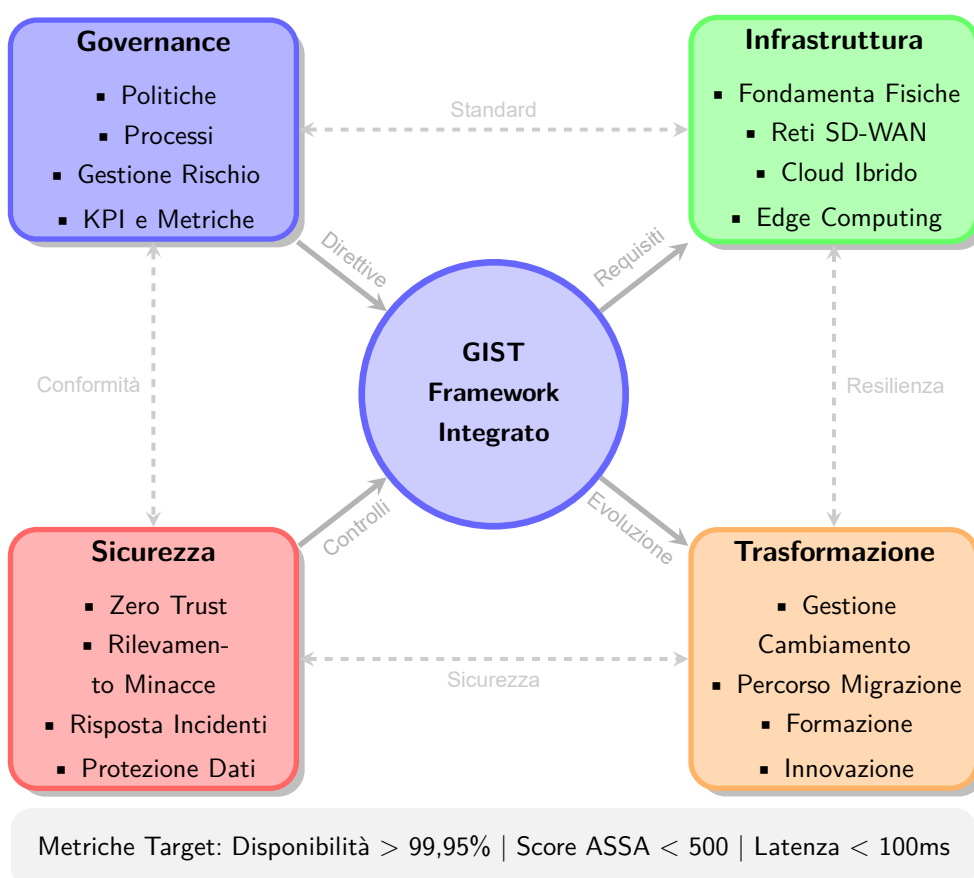 Governance
▪ Politiche
▪ Processi
▪ Gestione Rischio
▪ KPI e Metriche
Standard
Infrastruttura
▪ Fondamenta Fisiche
▪ Reti SD-WAN
▪ Cloud Ibrido
▪ Edge Computing
Direttive
Requisiti
Conformità
GIST
Framework
Integrato
Resilienza
Controlli
Evoluzione
Sicurezza
▪ Zero Trust
▪ Rilevamen-
to Minacce
▪ Risposta Incidenti
▪ Protezione Dati
Sicurezza
Trasformazione
▪ Gestione
Cambiamento
▪ Percorso Migrazione
▪ Formazione
▪ Innovazione
Metriche Target: Disponibilità > 99,95% | Score ASSA < 500 | Latenza < 100ms